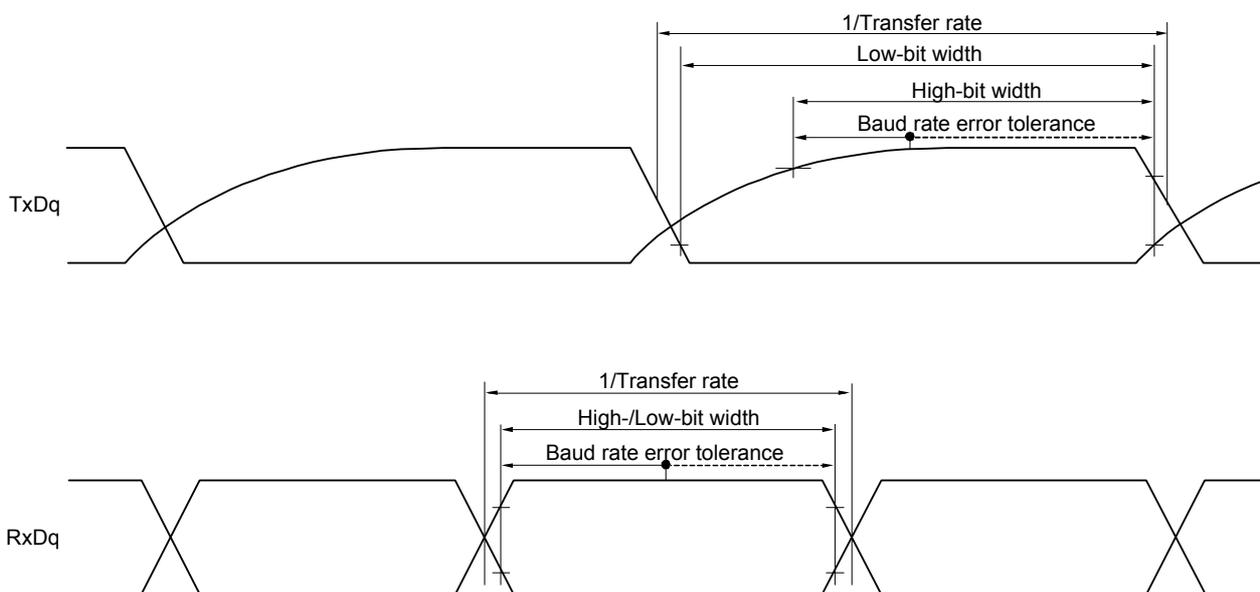 1/Transfer rate
Low-bit width
High-bit width
Baud rate error tolerance
TxDq
1/Transfer rate
High-/Low-bit width
Baud rate error tolerance
RxDq